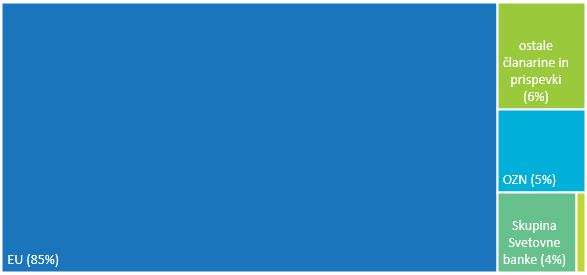 ostale
članarine in
prispevki
(6%)
OZN (5%)
Skupina
Svetovne
banke (4%)
EU (85%)